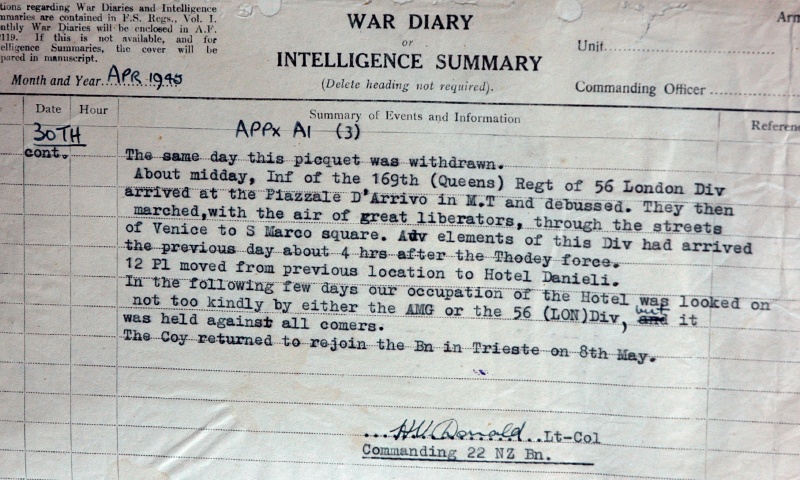 tions regarding War Diaries and Intelligence
mmaries are contained in F.S. Regs., Vol. I.
nthly War Diaries will be enclosed in A.F.
119. If this is not available, and for
elligence Summaries, the cover will be
pared in manuscript.
Month and Year APR 1945
WAR DIARY
or
INTELLIGENCE SUMMARY
(Delete heading not required).
Arm
Unit
Commanding Officer
Date Hour Summary of Events and Information Referenc
30TH APPx A1 (3)
cont.
The same day this picquet was withdrawn.
About midday, Inf of the 169th (Queens) Regt of 56 London Div
arrived at the Piazzale D'Arrivo in M.T and debussed. They then
marched,with the air of great liberators, through the streets
of Venice to S Marco square. Adv elements of this Div had arrived
the previous day about 4 hrs after the Thodey force.
12 Pl moved from previous location to Hotel Danieli.
In the following few days our occupation of the Hotel was looked on
not too kindly by either the AMG or the 56 (LON)Div, but and it
was held against all comers.
The Coy returned to rejoin the Bn in Trieste on 8th May.
Lt-Col
Commanding 22 NZ Bn.